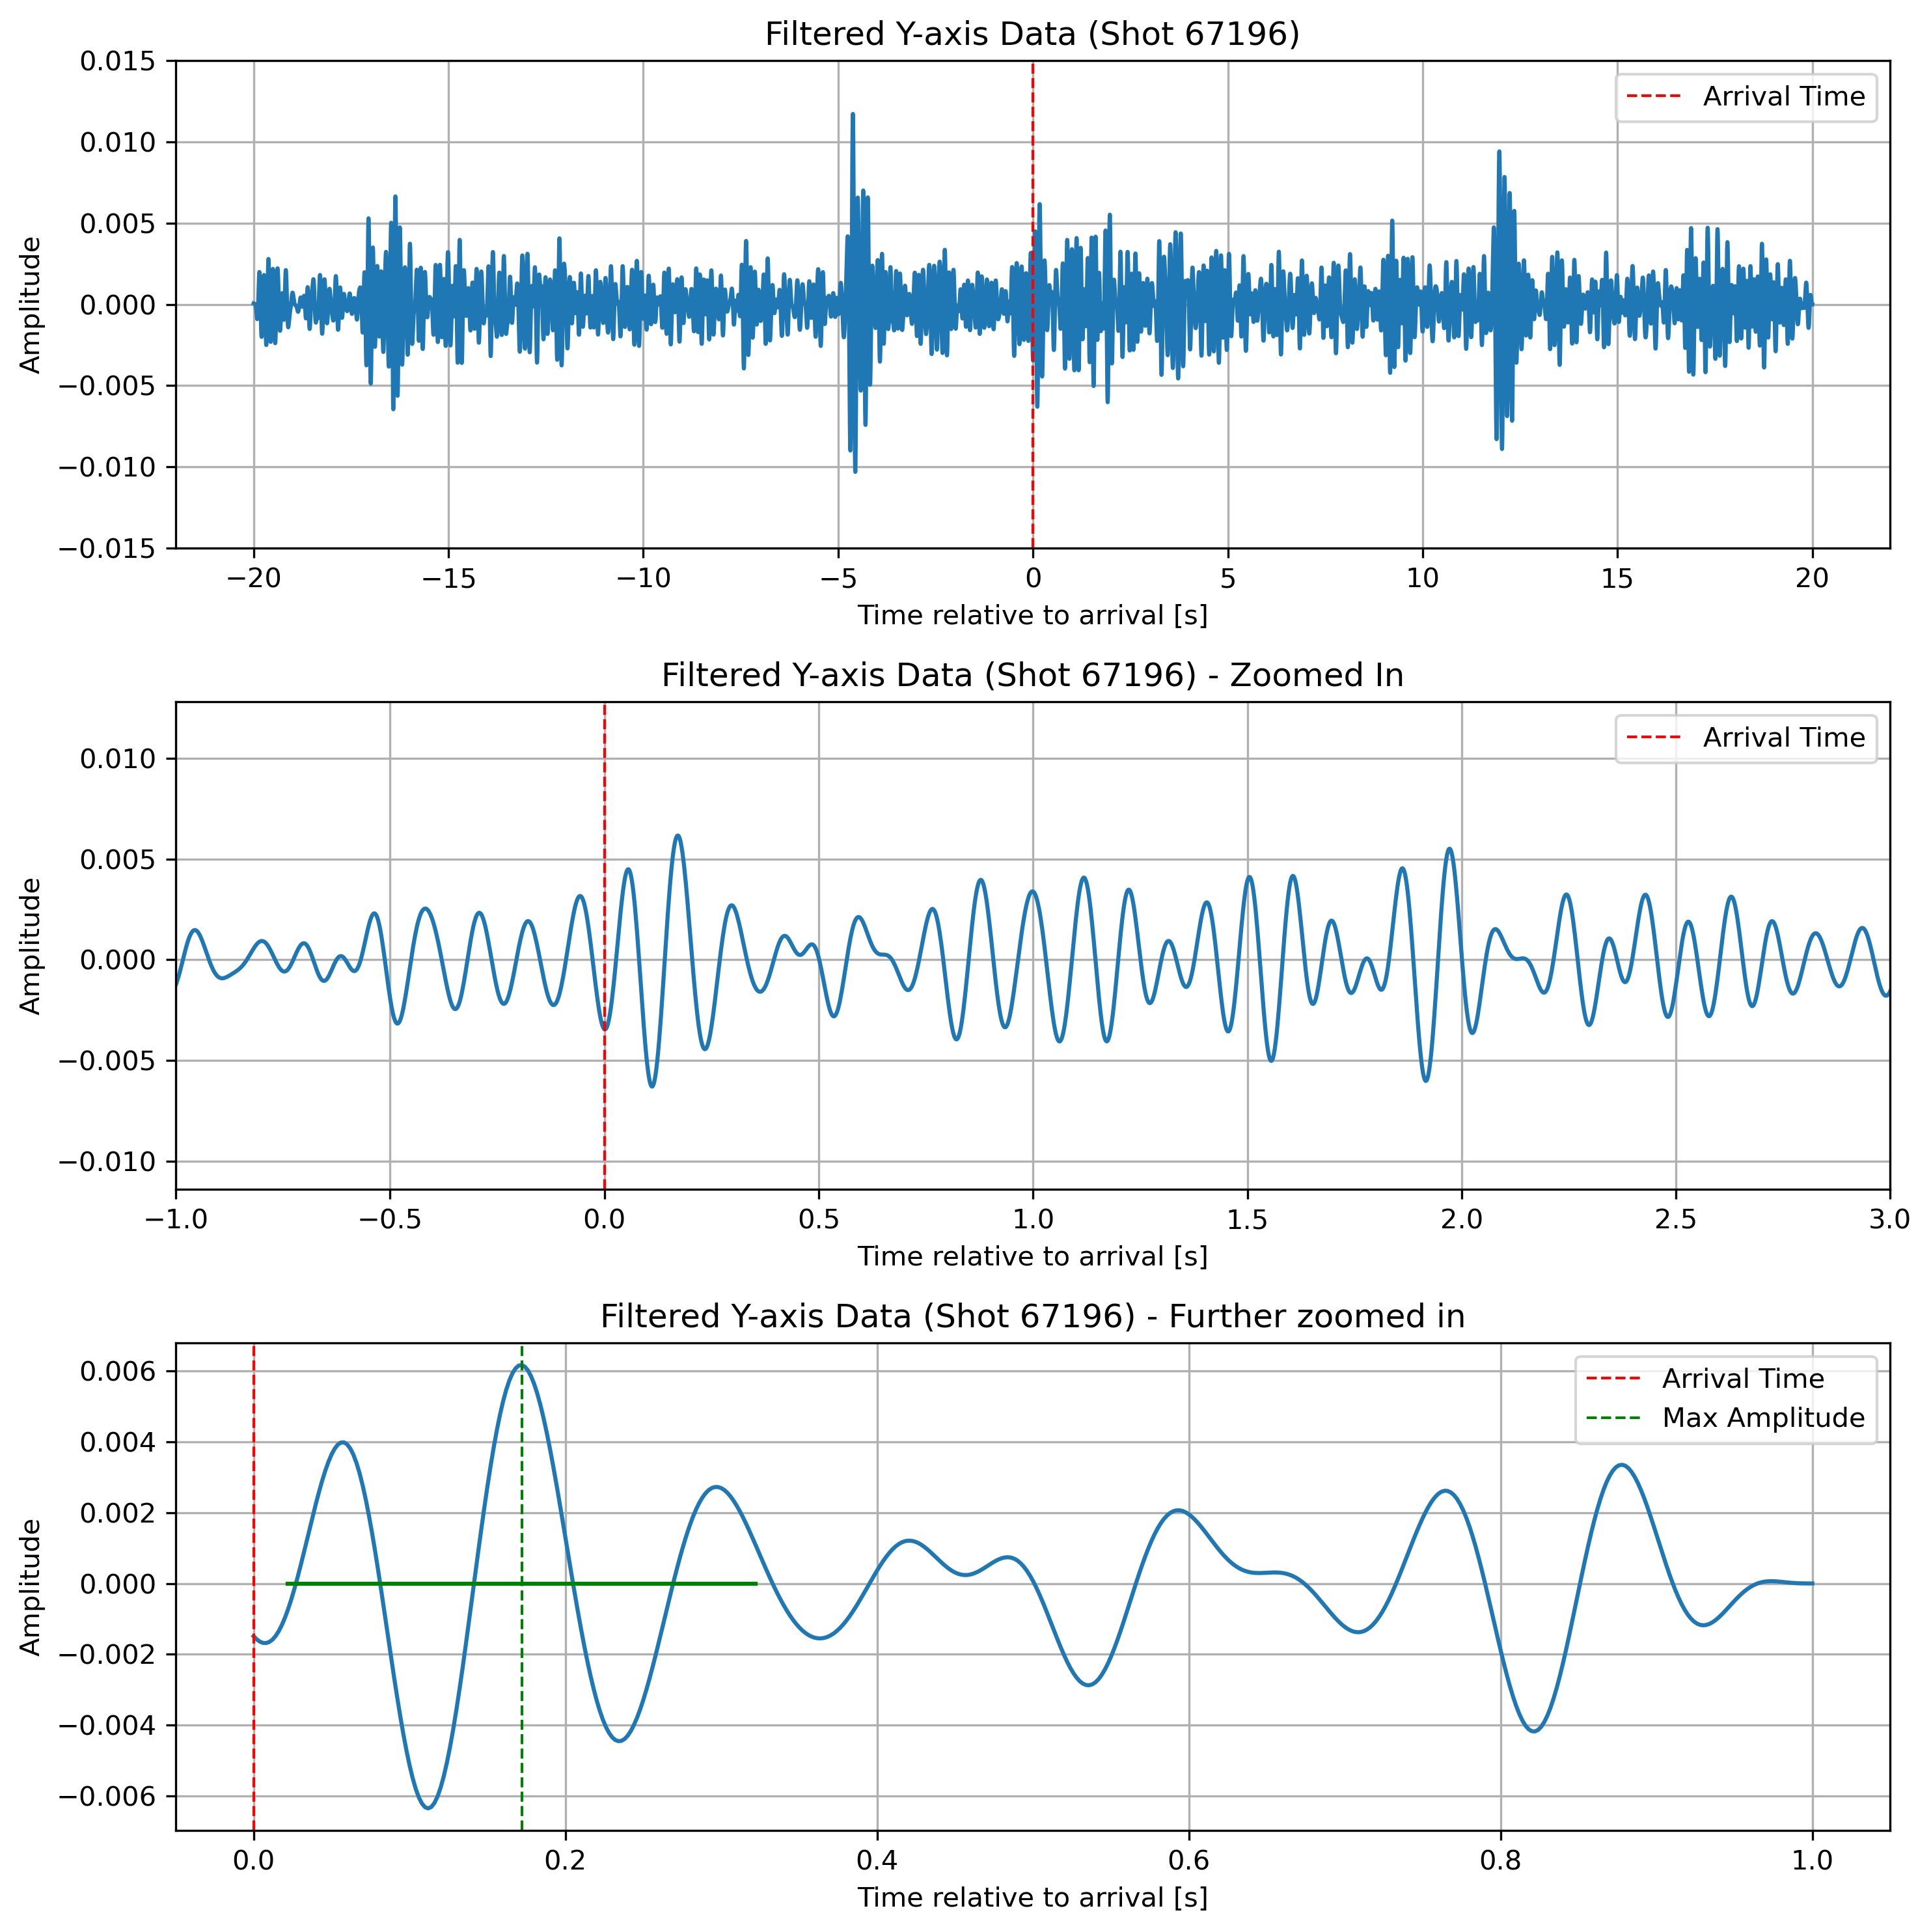 Filtered Y-axis Data (Shot 67196)
0.015
0.010
0.005
0.000
−0.005
−0.010
−0.015
Amplitude
Arrival Time
−20 −15 −10 −5 0 5 10 15 20
Time relative to arrival [s]
Filtered Y-axis Data (Shot 67196) - Zoomed In
0.010
0.005
0.000
−0.005
−0.010
Amplitude
Arrival Time
−1.0 −0.5 0.0 0.5 1.0 1.5 2.0 2.5 3.0
Time relative to arrival [s]
Filtered Y-axis Data (Shot 67196) - Further zoomed in
0.006
0.004
0.002
0.000
−0.002
−0.004
−0.006
Amplitude
Arrival Time
Max Amplitude
0.0 0.2 0.4 0.6 0.8 1.0
Time relative to arrival [s]